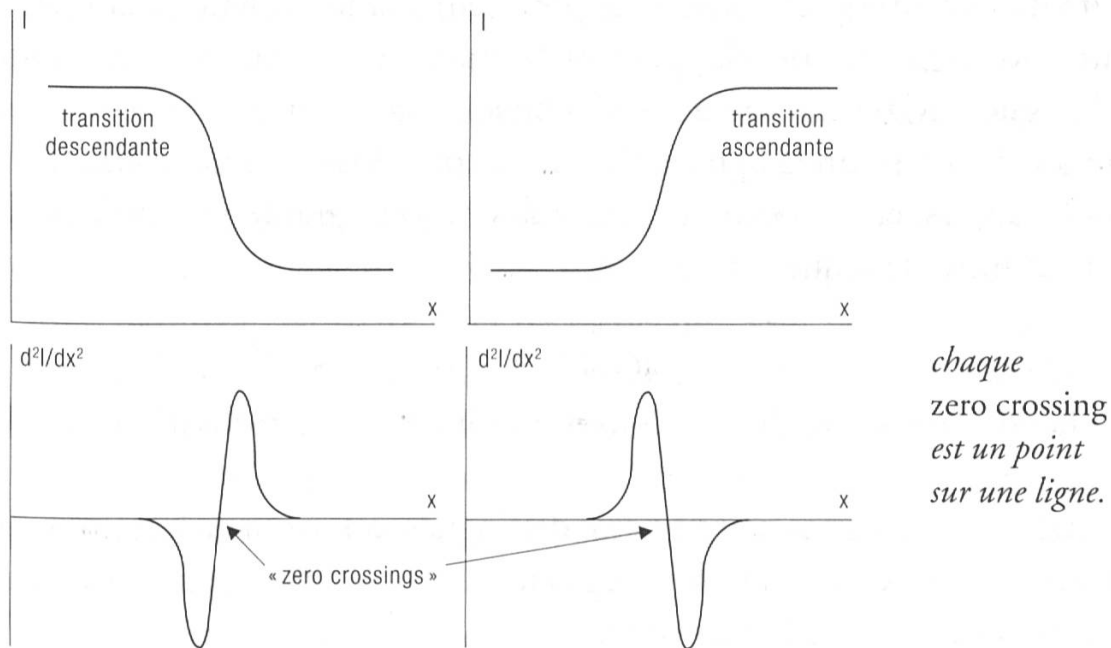 I
I
transition
descendante
transition
ascendante
x
x
d²I/dx²
d²I/dx²
chaque
zero crossing
est un point
sur une ligne.
x
x
« zero crossings »